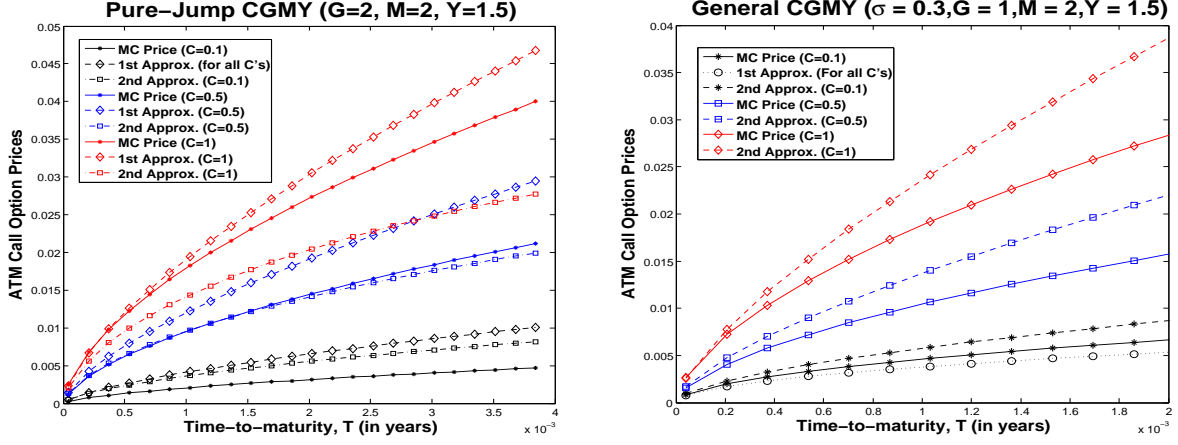 Pure−Jump CGMY (G=2, M=2, Y=1.5)
0.05
0.045
0.04
0.035
0.03
0.025
0.02
0.015
0.01
0.005
0
ATM Call Option Prices
MC Price (C=0.1)
1st Approx. (for all C's)
2nd Approx. (C=0.1)
MC Price (C=0.5)
1st Approx. (C=0.5)
2nd Approx. (C=0.5)
MC Price (C=1)
1st Approx. (C=1)
2nd Approx. (C=1)
0 0.5 1 1.5 2 2.5 3 3.5 4
x 10⁻³
Time−to−maturity, T (in years)
General CGMY (σ = 0.3,G = 1,M = 2,Y = 1.5)
0.04
0.035
0.03
0.025
0.02
0.015
0.01
0.005
0
ATM Call Option Prices
MC Price (C=0.1)
1st Approx. (For all C's)
2nd Approx. (C=0.1)
MC Price (C=0.5)
2nd Approx. (C=0.5)
MC Price (C=1)
2nd Approx. (C=1)
0 0.2 0.4 0.6 0.8 1 1.2 1.4 1.6 1.8 2
x 10⁻³
Time−to−maturity, T (in years)